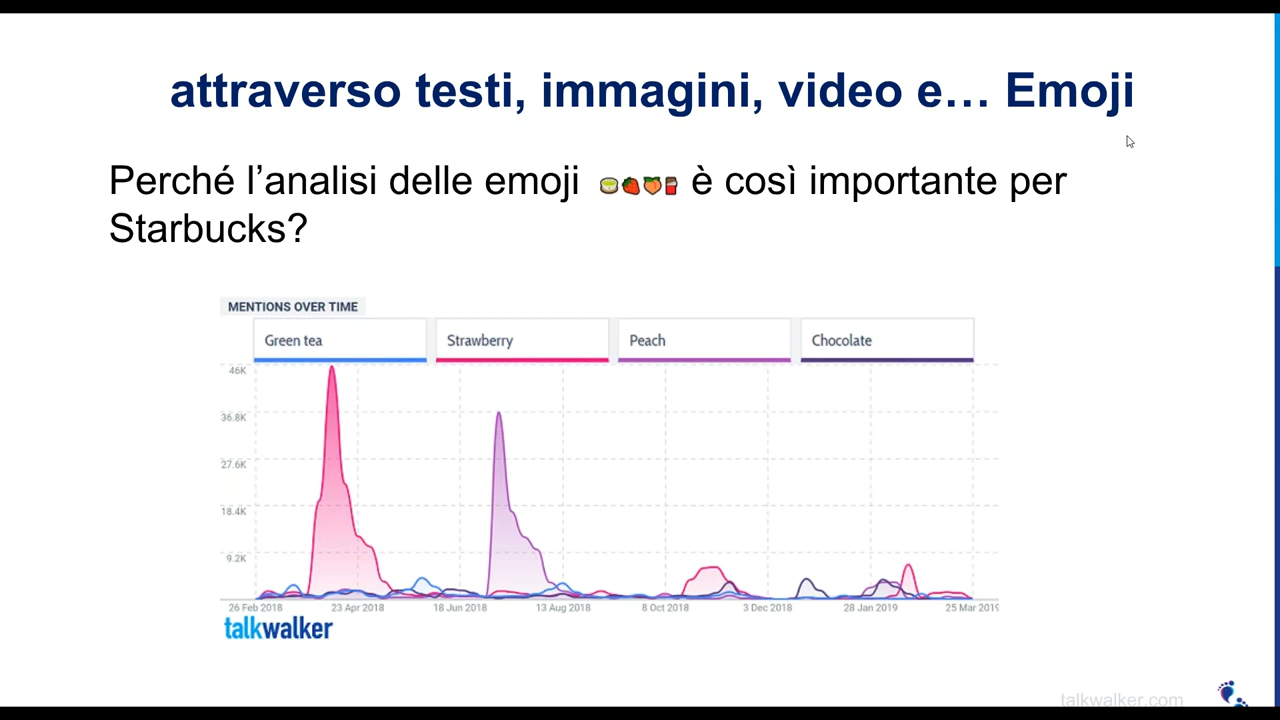 attraverso testi, immagini, video e… Emoji
Perché l’analisi delle emoji 🍵🍓🍑🍫 è così importante per
Starbucks?
MENTIONS OVER TIME
Green tea Strawberry Peach Chocolate
46K
36.8K
27.6K
18.4K
9.2K
26 Feb 2018 23 Apr 2018 18 Jun 2018 13 Aug 2018 8 Oct 2018 3 Dec 2018 28 Jan 2019 25 Mar 2019
talkwalker
talkwalker.com